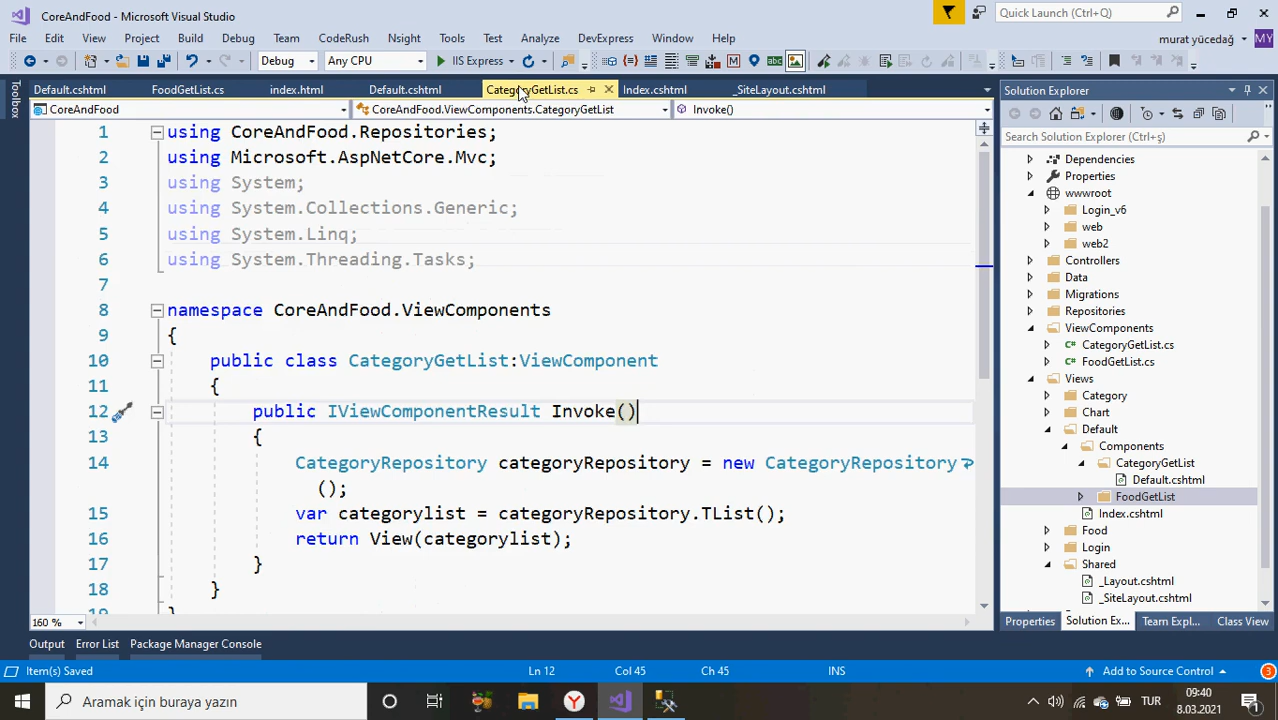 CoreAndFood - Microsoft Visual Studio
Quick Launch (Ctrl+Q)
File Edit View Project Build Debug Team CodeRush Nsight Tools Test Analyze DevExpress Window Help
murat yücedağ MY
Debug Any CPU IIS Express
Default.cshtml FoodGetList.cs index.html Default.cshtml CategoryGetList.cs Index.cshtml _SiteLayout.cshtml
CoreAndFood CoreAndFood.ViewComponents.CategoryGetList Invoke()
Toolbox
1 using CoreAndFood.Repositories;
2 using Microsoft.AspNetCore.Mvc;
3 using System;
4 using System.Collections.Generic;
5 using System.Linq;
6 using System.Threading.Tasks;
7
8 namespace CoreAndFood.ViewComponents
9 {
10 public class CategoryGetList:ViewComponent
11 {
12 public IViewComponentResult Invoke()
13 {
14 CategoryRepository categoryRepository = new CategoryRepository
();
15 var categorylist = categoryRepository.TList();
16 return View(categorylist);
17 }
18 }
19 }
160 %
Solution Explorer
Search Solution Explorer (Ctrl+ş)
Dependencies
Properties
wwwroot
Login_v6
web
web2
Controllers
Data
Migrations
Repositories
ViewComponents
CategoryGetList.cs
FoodGetList.cs
Views
Category
Chart
Default
Components
CategoryGetList
Default.cshtml
FoodGetList
Index.cshtml
Food
Login
Shared
_Layout.cshtml
_SiteLayout.cshtml
Properties Solution Ex... Team Expl... Class View
Output Error List Package Manager Console
Item(s) Saved Ln 12 Col 45 Ch 45 INS Add to Source Control 3
Aramak için buraya yazın
TUR
09:40
8.03.2021
1